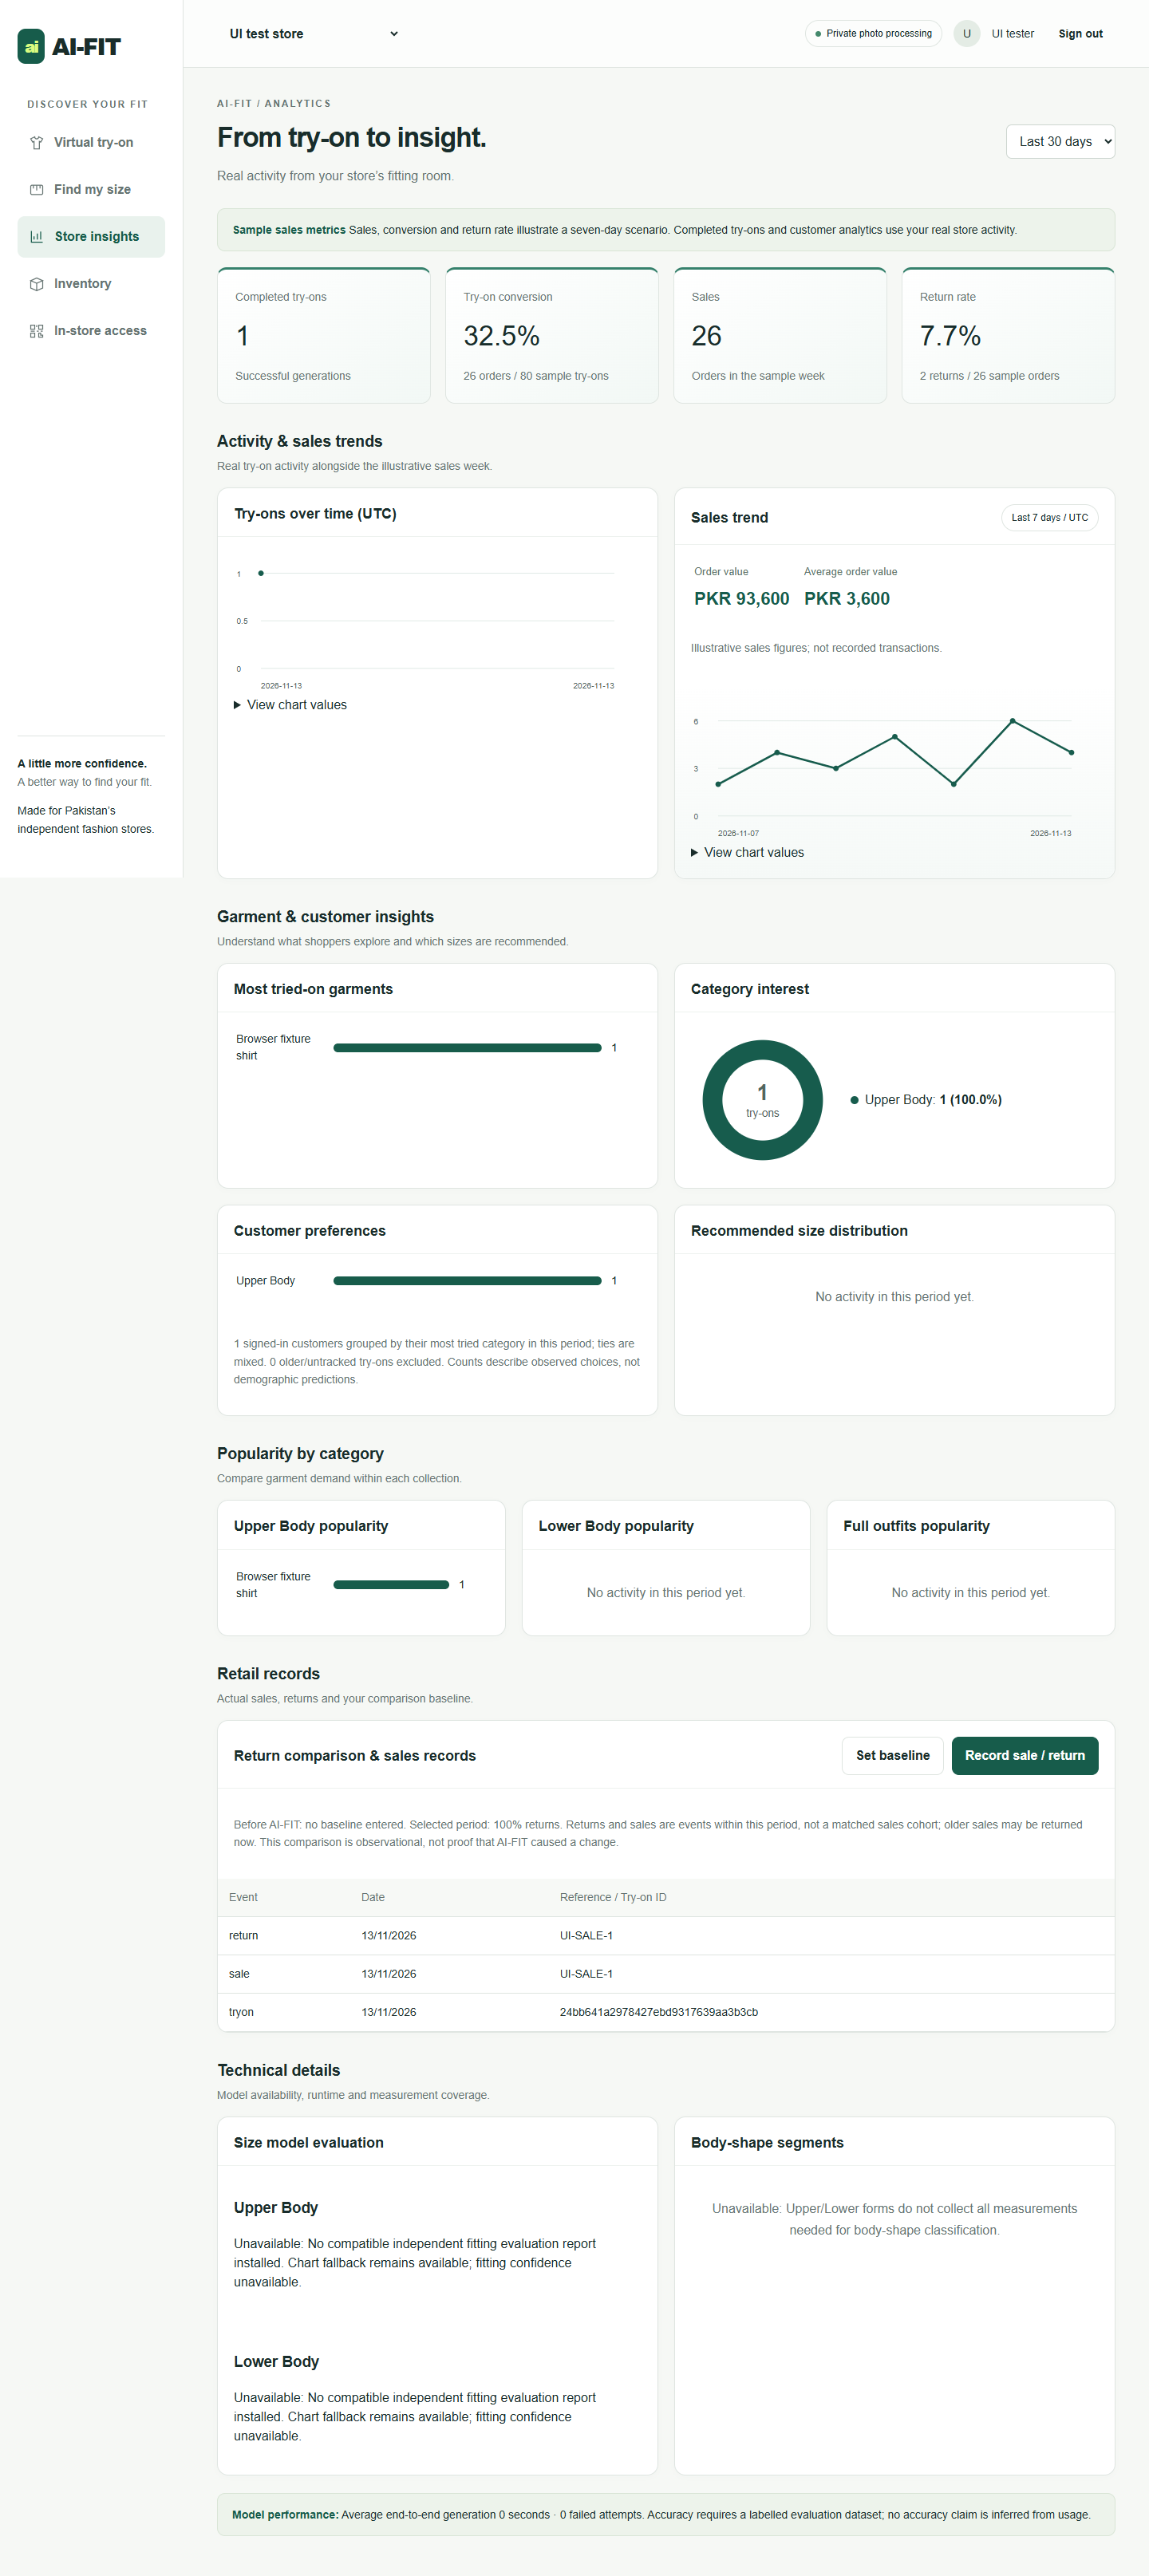 ai AI-FIT
DISCOVER YOUR FIT
Virtual try-on
Find my size
Store insights
Inventory
In-store access
A little more confidence.
A better way to find your fit.
Made for Pakistan's
independent fashion stores.
UI test store
Private photo processing
U
UI tester
Sign out
AI-FIT / ANALYTICS
From try-on to insight.
Last 30 days
Real activity from your store's fitting room.
Sample sales metrics Sales, conversion and return rate illustrate a seven-day scenario. Completed try-ons and customer analytics use your real store activity.
Completed try-ons
1
Successful generations
Try-on conversion
32.5%
26 orders / 80 sample try-ons
Sales
26
Orders in the sample week
Return rate
7.7%
2 returns / 26 sample orders
Activity & sales trends
Real try-on activity alongside the illustrative sales week.
Try-ons over time (UTC)
1
0.5
0
2026-11-13
2026-11-13
View chart values
Sales trend
Last 7 days / UTC
Order value
PKR 93,600
Average order value
PKR 3,600
Illustrative sales figures; not recorded transactions.
6
3
0
2026-11-07
2026-11-13
View chart values
Garment & customer insights
Understand what shoppers explore and which sizes are recommended.
Most tried-on garments
Browser fixture
shirt
1
Category interest
1
try-ons
Upper Body: 1 (100.0%)
Customer preferences
Upper Body
1
1 signed-in customers grouped by their most tried category in this period; ties are
mixed. 0 older/untracked try-ons excluded. Counts describe observed choices, not
demographic predictions.
Recommended size distribution
No activity in this period yet.
Popularity by category
Compare garment demand within each collection.
Upper Body popularity
Browser fixture
shirt
1
Lower Body popularity
No activity in this period yet.
Full outfits popularity
No activity in this period yet.
Retail records
Actual sales, returns and your comparison baseline.
Return comparison & sales records
Set baseline
Record sale / return
Before AI-FIT: no baseline entered. Selected period: 100% returns. Returns and sales are events within this period, not a matched sales cohort; older sales may be returned
now. This comparison is observational, not proof that AI-FIT caused a change.
Event Date Reference / Try-on ID
return 13/11/2026 UI-SALE-1
sale 13/11/2026 UI-SALE-1
tryon 13/11/2026 24bb641a2978427ebd9317639aa3b3cb
Technical details
Model availability, runtime and measurement coverage.
Size model evaluation
Upper Body
Unavailable: No compatible independent fitting evaluation report
installed. Chart fallback remains available; fitting confidence
unavailable.
Lower Body
Unavailable: No compatible independent fitting evaluation report
installed. Chart fallback remains available; fitting confidence
unavailable.
Body-shape segments
Unavailable: Upper/Lower forms do not collect all measurements
needed for body-shape classification.
Model performance: Average end-to-end generation 0 seconds · 0 failed attempts. Accuracy requires a labelled evaluation dataset; no accuracy claim is inferred from usage.